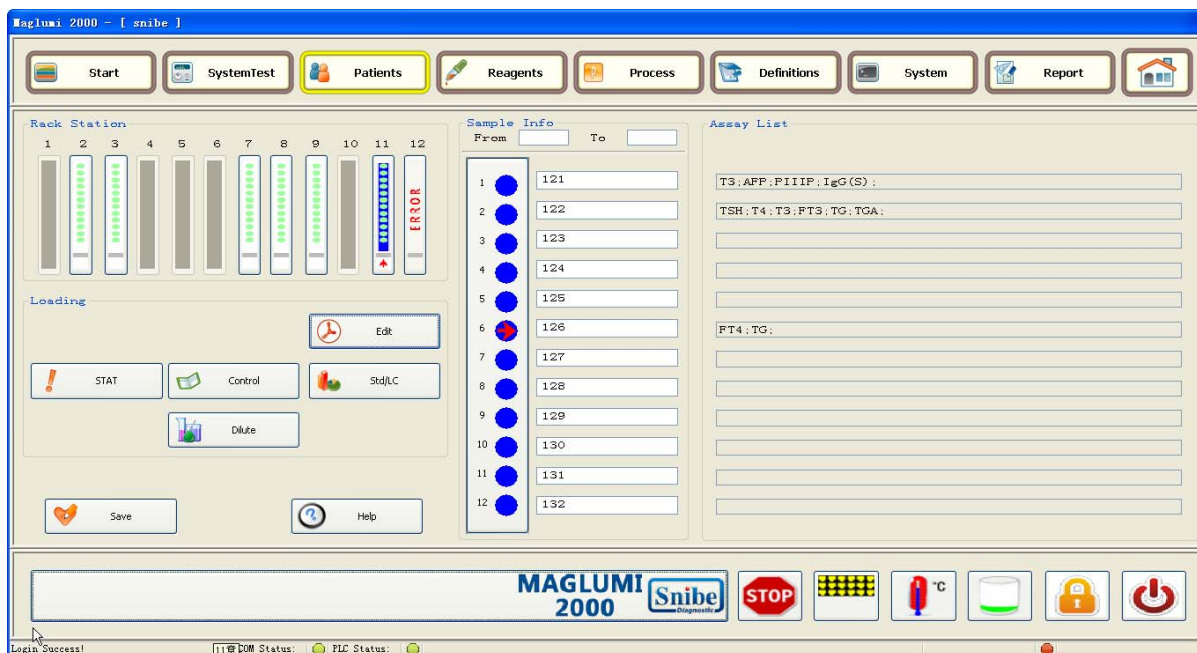 Maglumi 2000 - [ snibe ]
Start SystemTest Patients Reagents Process Definitions System Report
Rack Station
1 2 3 4 5 6 7 8 9 10 11 12
ERROR
Loading
Edit
STAT Control Std/LC
Dilute
Save Help
Sample Info
From To
1 121
2 122
3 123
4 124
5 125
6 126
7 127
8 128
9 129
10 130
11 131
12 132
Assay List
T3;AFP;PIIIP;IgG(S);
TSH;T4;T3;FT3;TG;TGA;
FT4;TG;
MAGLUMI
2000
Snibe
Diagnostic
STOP
°C
Login Success! COM Status: PLC Status: